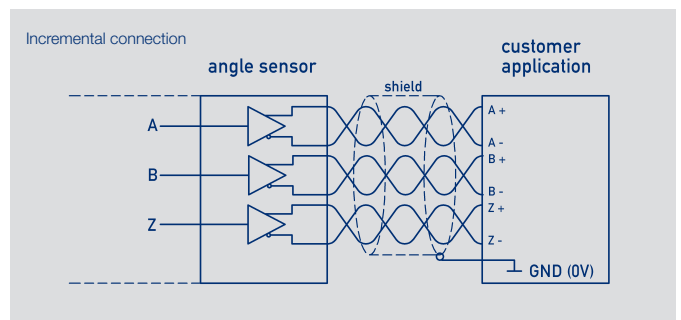 Incremental connection
angle sensor
customer
application
shield
A
B
Z
A +
A -
B +
B -
Z +
Z -
GND (0V)